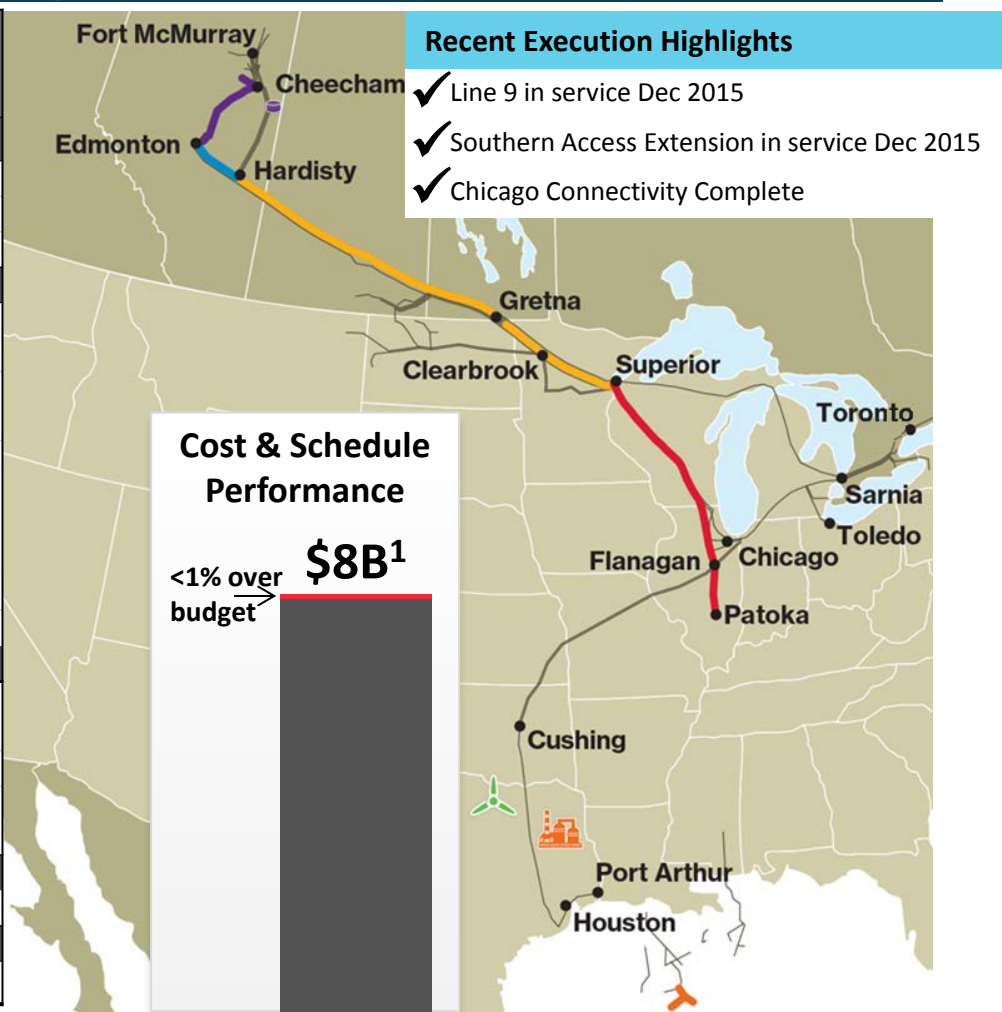 Fort McMurray
Cheecham
Edmonton
Hardisty
Recent Execution Highlights
✓ Line 9 in service Dec 2015
✓ Southern Access Extension in service Dec 2015
✓ Chicago Connectivity Complete
Gretna
Clearbrook
Superior
Toronto
Sarnia
Toledo
Flanagan
Chicago
Patoka
Cushing
Port Arthur
Houston
Cost & Schedule
Performance
$8B¹
<1% over
budget